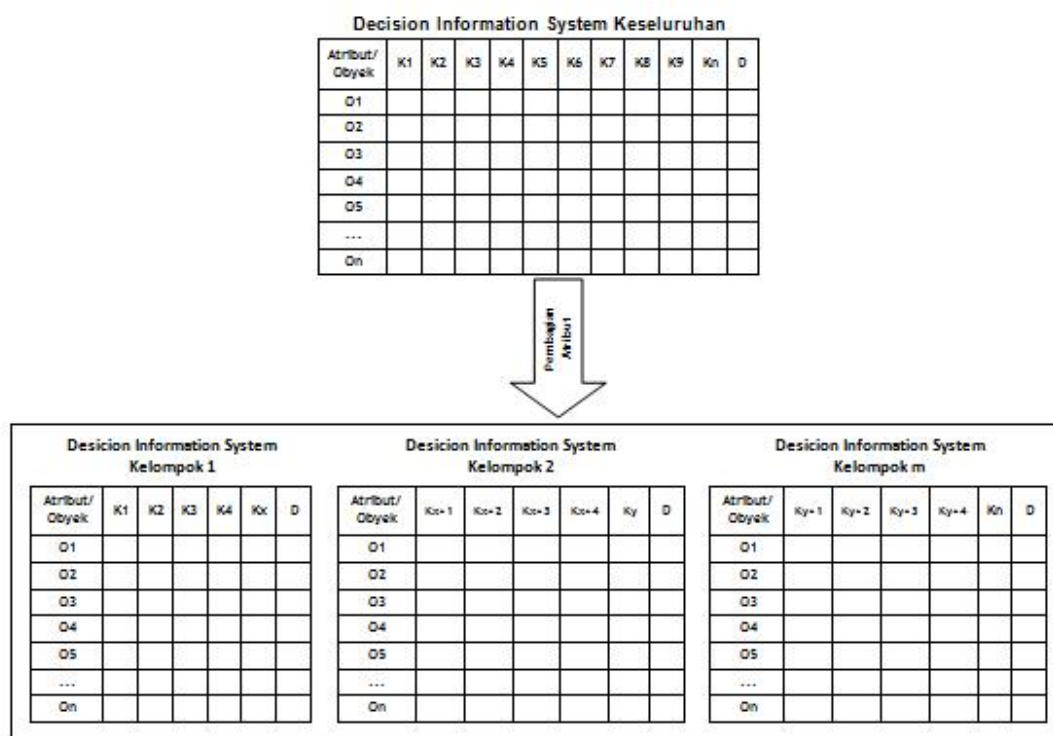 Decision Information System Keseluruhan
Atribut/ Obyek K1 K2 K3 K4 K5 K6 K7 K8 K9 Kn D
O1
O2
O3
O4
O5
...
On
Pembagian
Atribut
Desicion Information System
Kelompok 1
Atribut/ Obyek K1 K2 K3 K4 Kx D
O1
O2
O3
O4
O5
...
On
Desicion Information System
Kelompok 2
Atribut/ Obyek Kx+1 Kx+2 Kx+3 Kx+4 Ky D
O1
O2
O3
O4
O5
...
On
Desicion Information System
Kelompok m
Atribut/ Obyek Ky+1 Ky+2 Ky+3 Ky+4 Kn D
O1
O2
O3
O4
O5
...
On